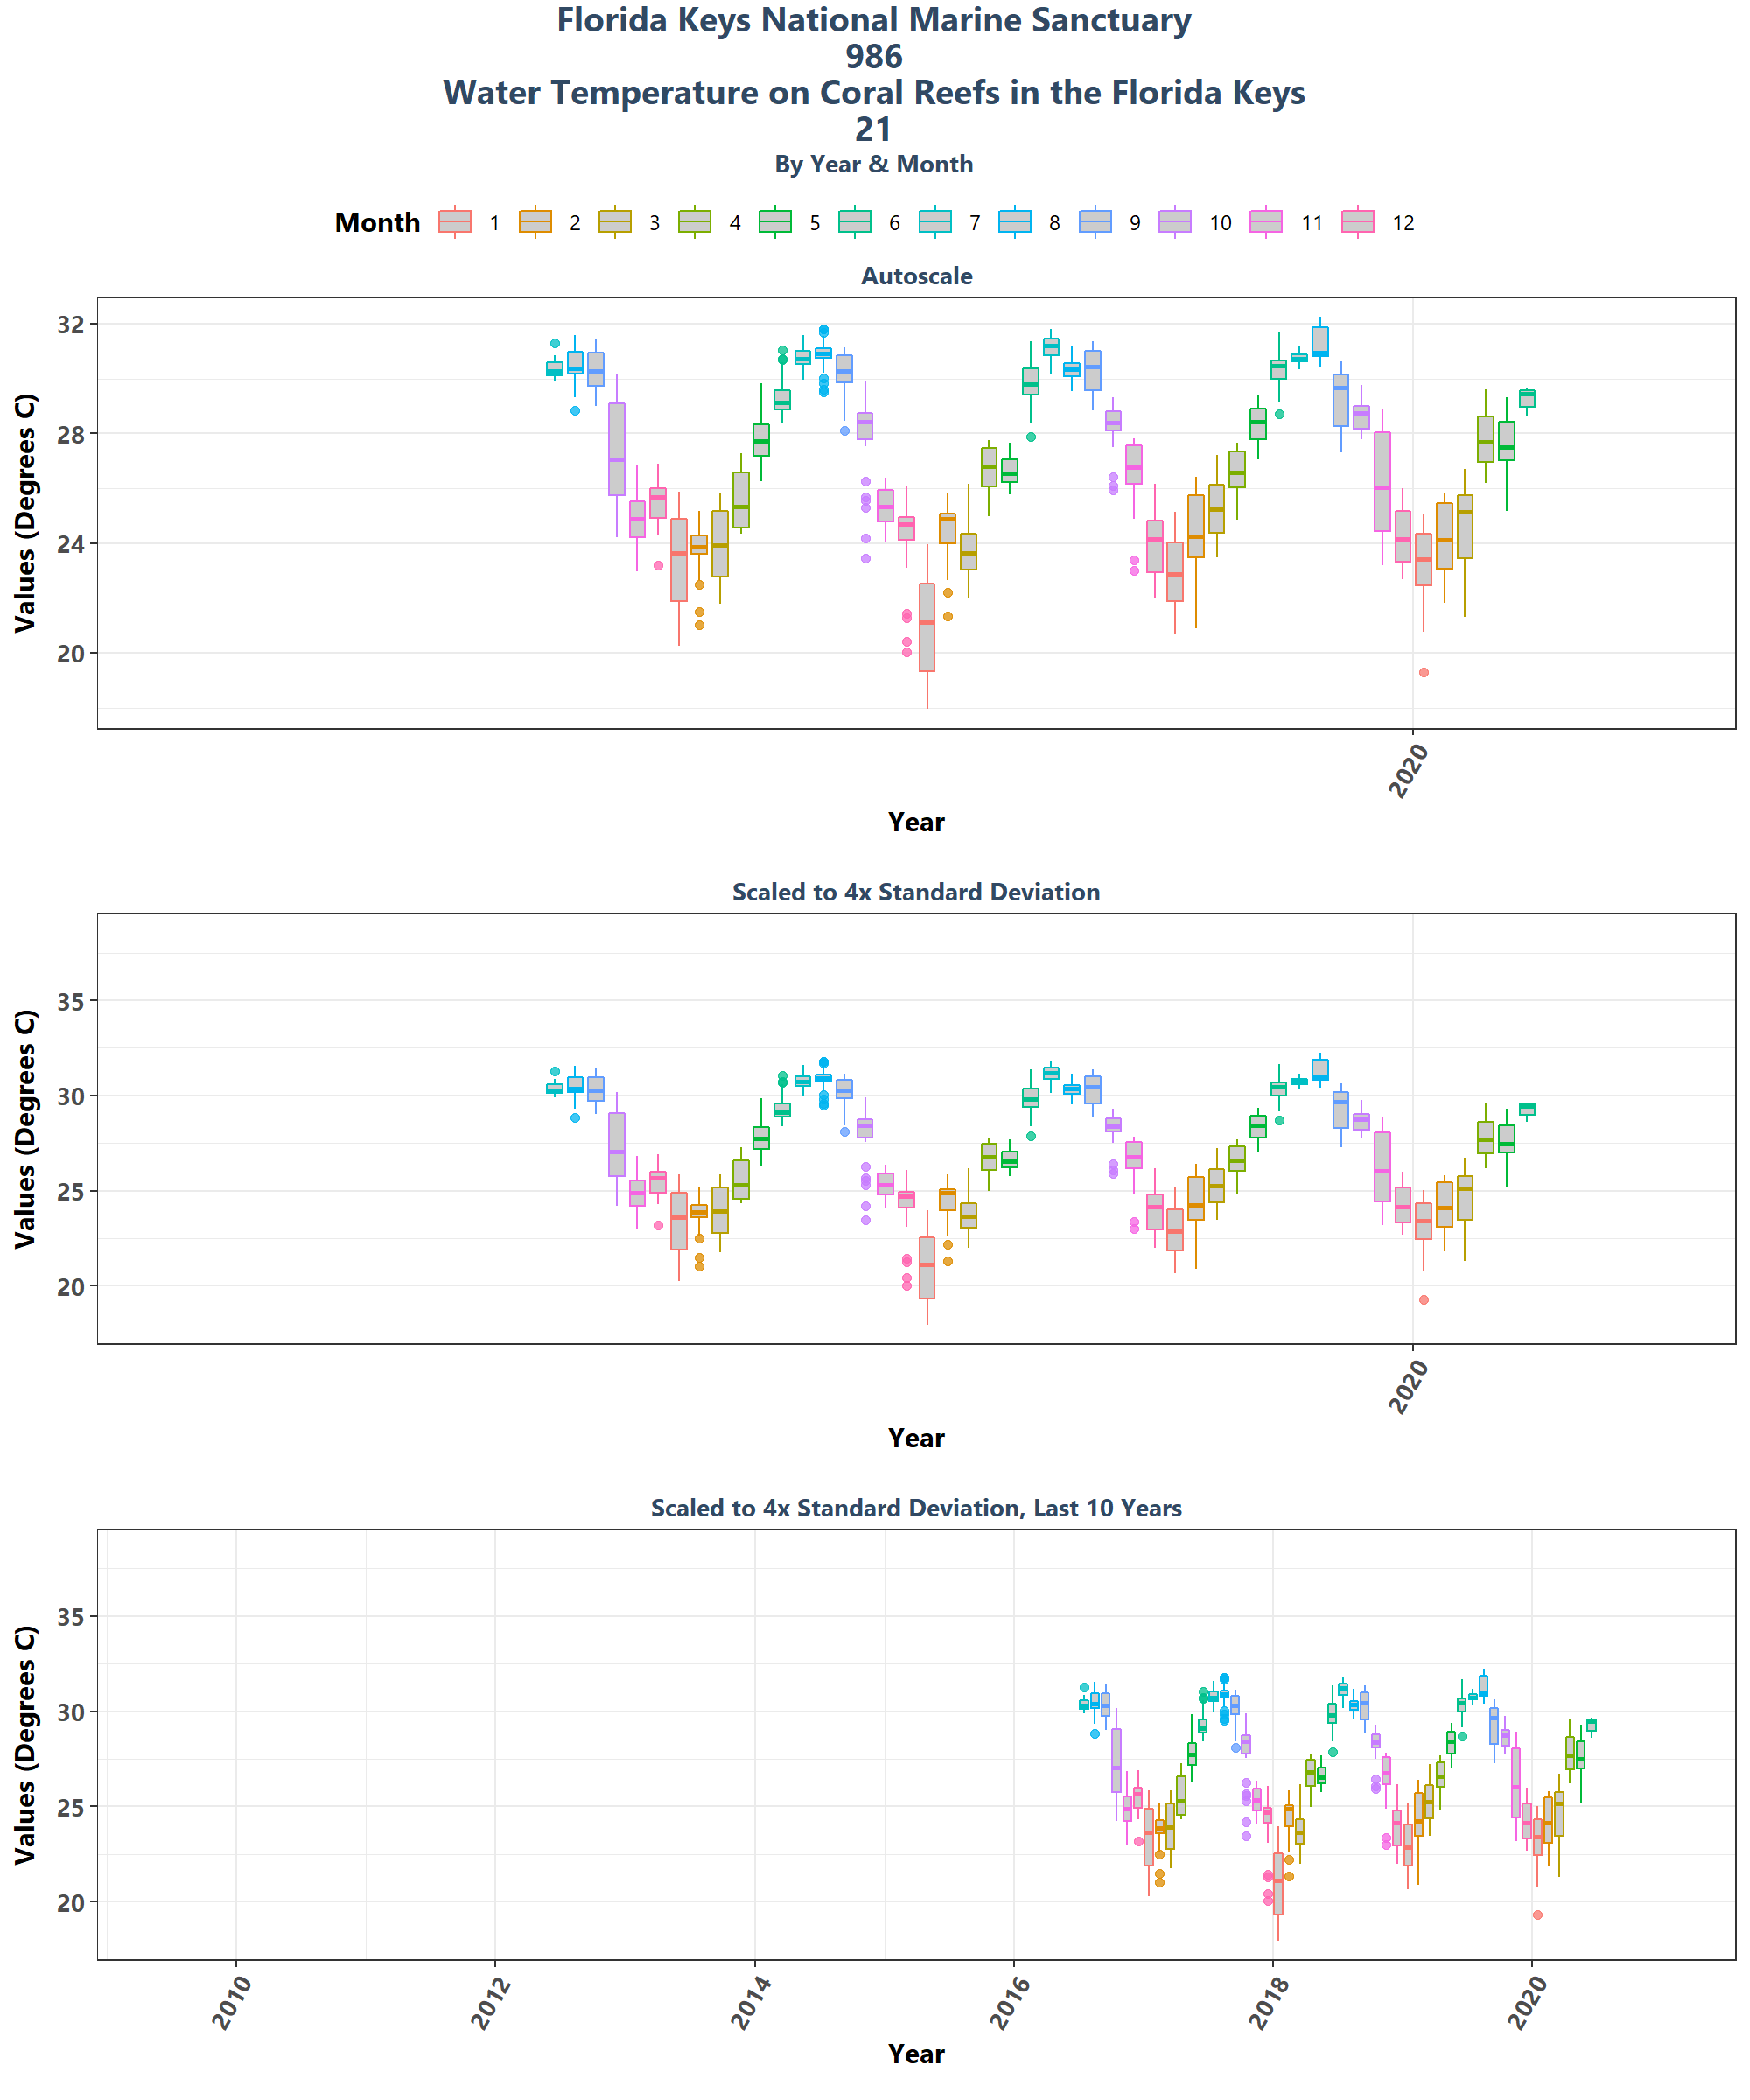 Florida Keys National Marine Sanctuary
986
Water Temperature on Coral Reefs in the Florida Keys
21
By Year & Month
Month 1 2 3 4 5 6 7 8 9 10 11 12
Autoscale
Values (Degrees C)
32
28
24
20
2020
Year
Scaled to 4x Standard Deviation
Values (Degrees C)
35
30
25
20
2020
Year
Scaled to 4x Standard Deviation, Last 10 Years
Values (Degrees C)
35
30
25
20
2010 2012 2014 2016 2018 2020
Year